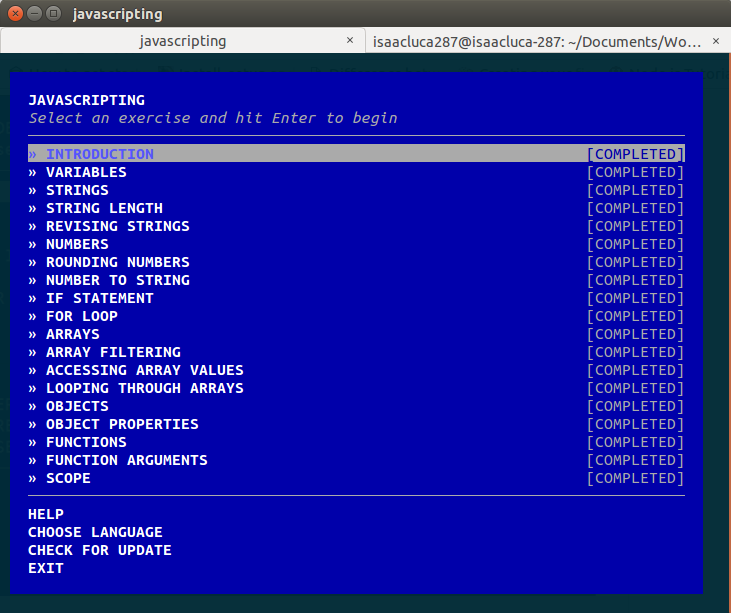 javascripting
javascripting × isaacluca287@isaacluca-287: ~/Documents/Wo... ×
JAVASCRIPTING
Select an exercise and hit Enter to begin
» INTRODUCTION [COMPLETED]
» VARIABLES [COMPLETED]
» STRINGS [COMPLETED]
» STRING LENGTH [COMPLETED]
» REVISING STRINGS [COMPLETED]
» NUMBERS [COMPLETED]
» ROUNDING NUMBERS [COMPLETED]
» NUMBER TO STRING [COMPLETED]
» IF STATEMENT [COMPLETED]
» FOR LOOP [COMPLETED]
» ARRAYS [COMPLETED]
» ARRAY FILTERING [COMPLETED]
» ACCESSING ARRAY VALUES [COMPLETED]
» LOOPING THROUGH ARRAYS [COMPLETED]
» OBJECTS [COMPLETED]
» OBJECT PROPERTIES [COMPLETED]
» FUNCTIONS [COMPLETED]
» FUNCTION ARGUMENTS [COMPLETED]
» SCOPE [COMPLETED]
HELP
CHOOSE LANGUAGE
CHECK FOR UPDATE
EXIT